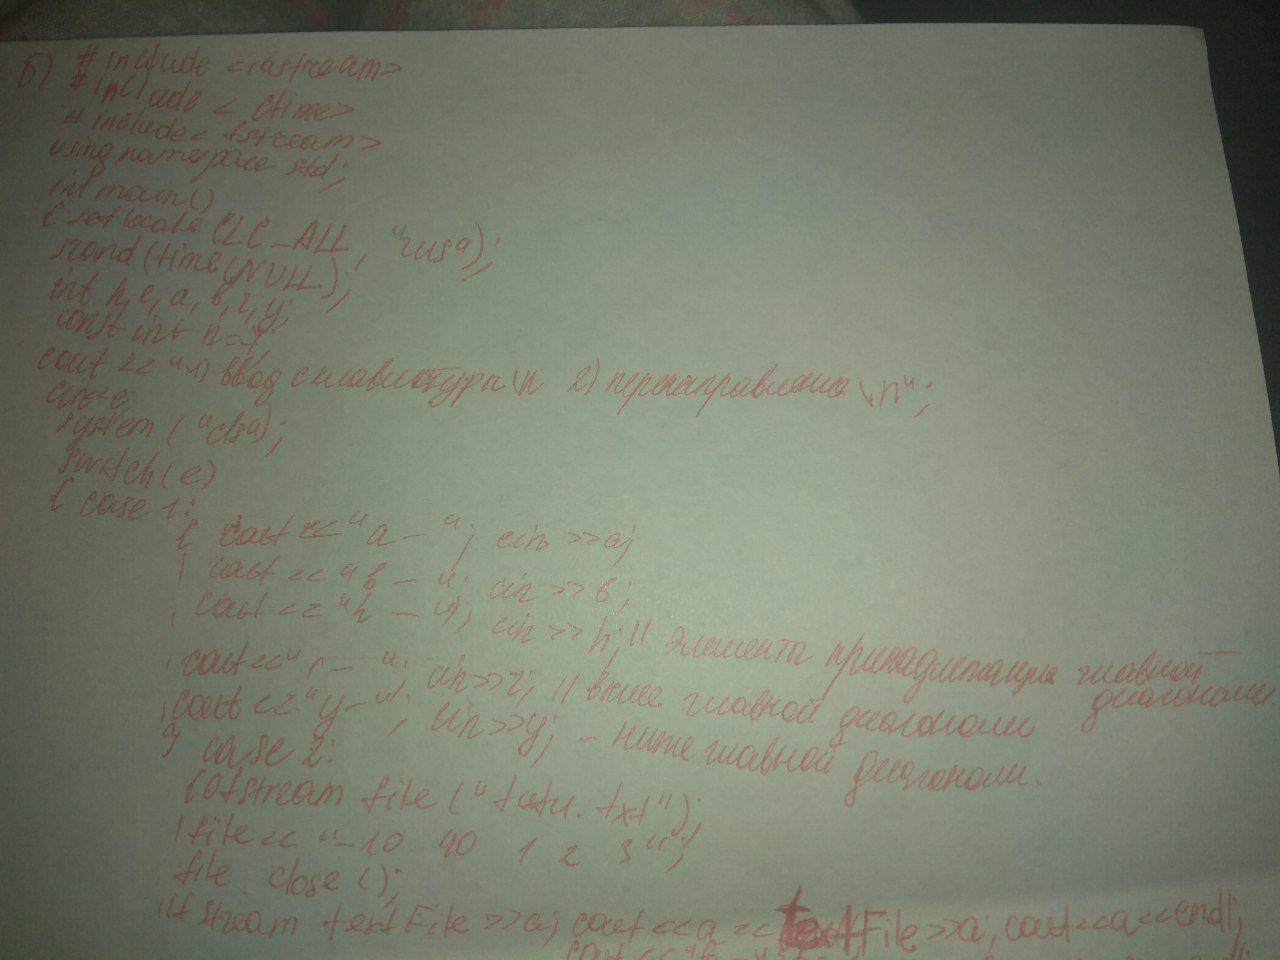 б) #include <iostream>
#include < ctime>
#include< fstream>
using namespace std;
int main()
{ setlocale (LC_ALL, "rus");
srand(time(NULL);
int h, e, a, b, z, y;
const int n=7
cout << "1) ввод с клавиатуры\n 2) перенаправление\n";
cin>e
system ("cls");
switch(e)
{ case 1:
{ cout << "a - "; cin >>a;
cout << "b - "; cin >> b;
cout << "h - "; cin >> h; // Элементы принадлежащие главной диагонали
cout<<" - "; cin>>z; // выше главной диагонали
cout << "y-"; cin>>y; - ниже главной диагонали.
} case 2:
{ofstream file ("tutu.txt");
file<< "-10 40 1 2 3";
file. close ();
ifstream textFile >>a; cout <<a << textFile>>a; cout<<a<<endl;